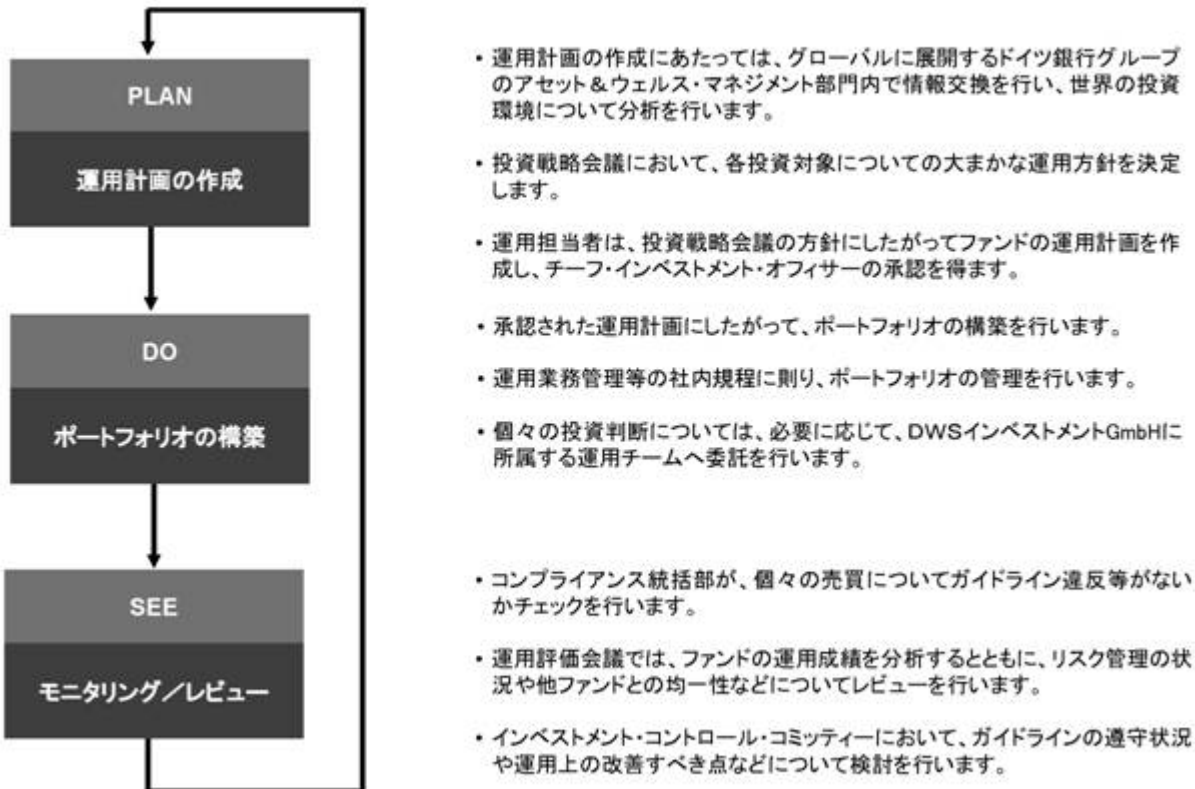 PLAN
運用計画の作成
・運用計画の作成にあたっては、グローバルに展開するドイツ銀行グループ
のアセット＆ウェルス・マネジメント部門内で情報交換を行い、世界の投資
環境について分析を行います。
・投資戦略会議において、各投資対象についての大まかな運用方針を決定
します。
・運用担当者は、投資戦略会議の方針にしたがってファンドの運用計画を作
成し、チーフ・インベストメント・オフィサーの承認を得ます。
DO
ポートフォリオの構築
・承認された運用計画にしたがって、ポートフォリオの構築を行います。
・運用業務管理等の社内規程に則り、ポートフォリオの管理を行います。
・個々の投資判断については、必要に応じて、DWSインベストメントGmbHに
所属する運用チームへ委託を行います。
SEE
モニタリング／レビュー
・コンプライアンス統括部が、個々の売買についてガイドライン違反等がない
かチェックを行います。
・運用評価会議では、ファンドの運用成績を分析するとともに、リスク管理の状
況や他ファンドとの均一性などについてレビューを行います。
・インベストメント・コントロール・コミッティーにおいて、ガイドラインの遵守状況
や運用上の改善すべき点などについて検討を行います。